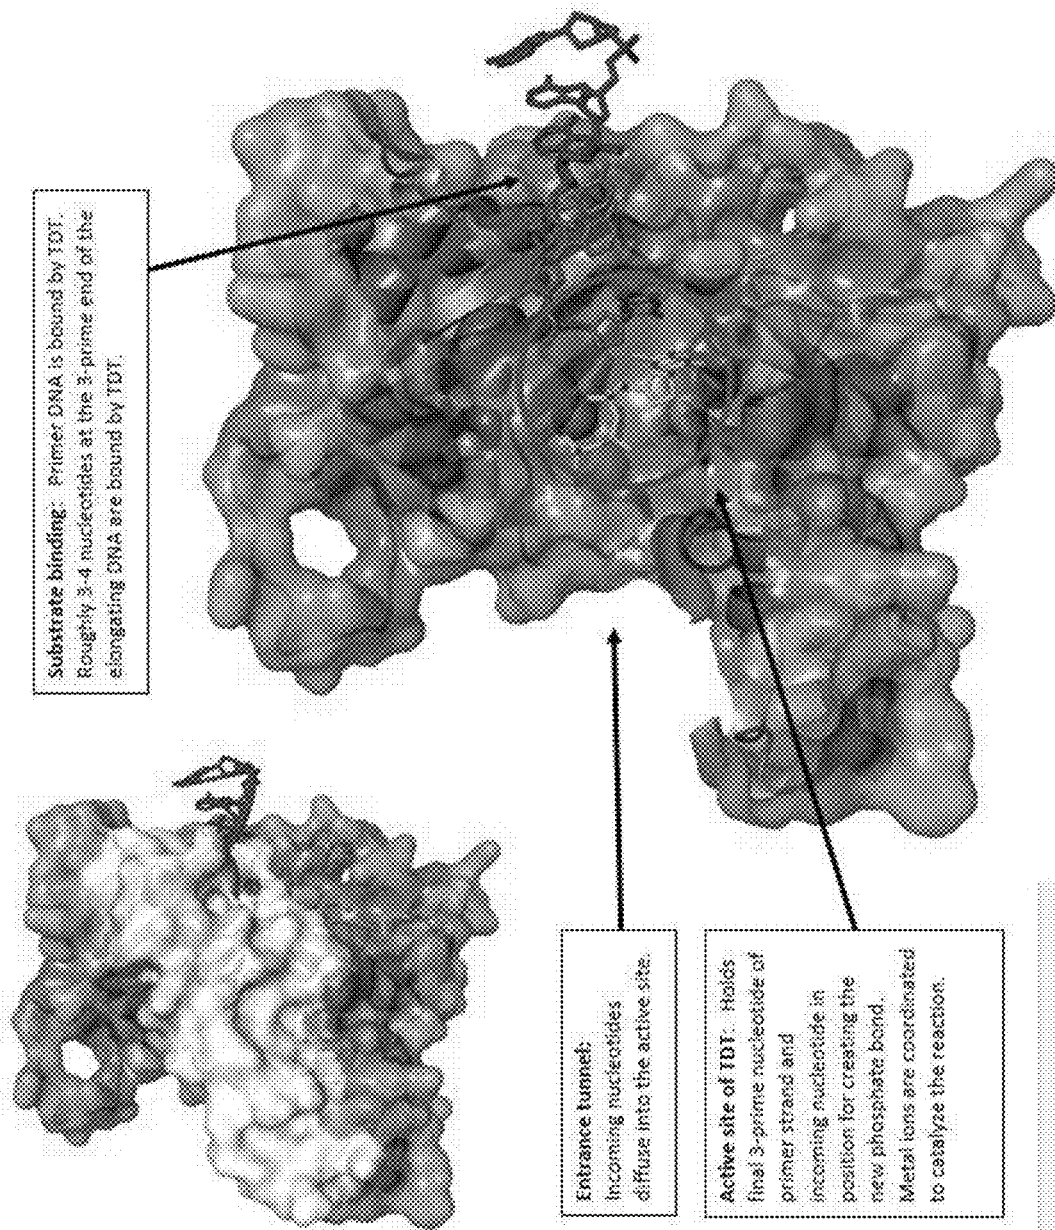 Substrate binding: Primer DNA is bound by TDT.
Roughly 3-4 nucleotides at the 3-prime end of the
elongating DNA are bound by TDT.
Entrance tunnel:
Incoming nucleotides
diffuse into the active site.
Active site of TDT: Holds
final 3-prime nucleotide of
primer strand and
incoming nucleotide in
position for creating the
new phosphate bond.
Metal ions are coordinated
to catalyze the reaction.